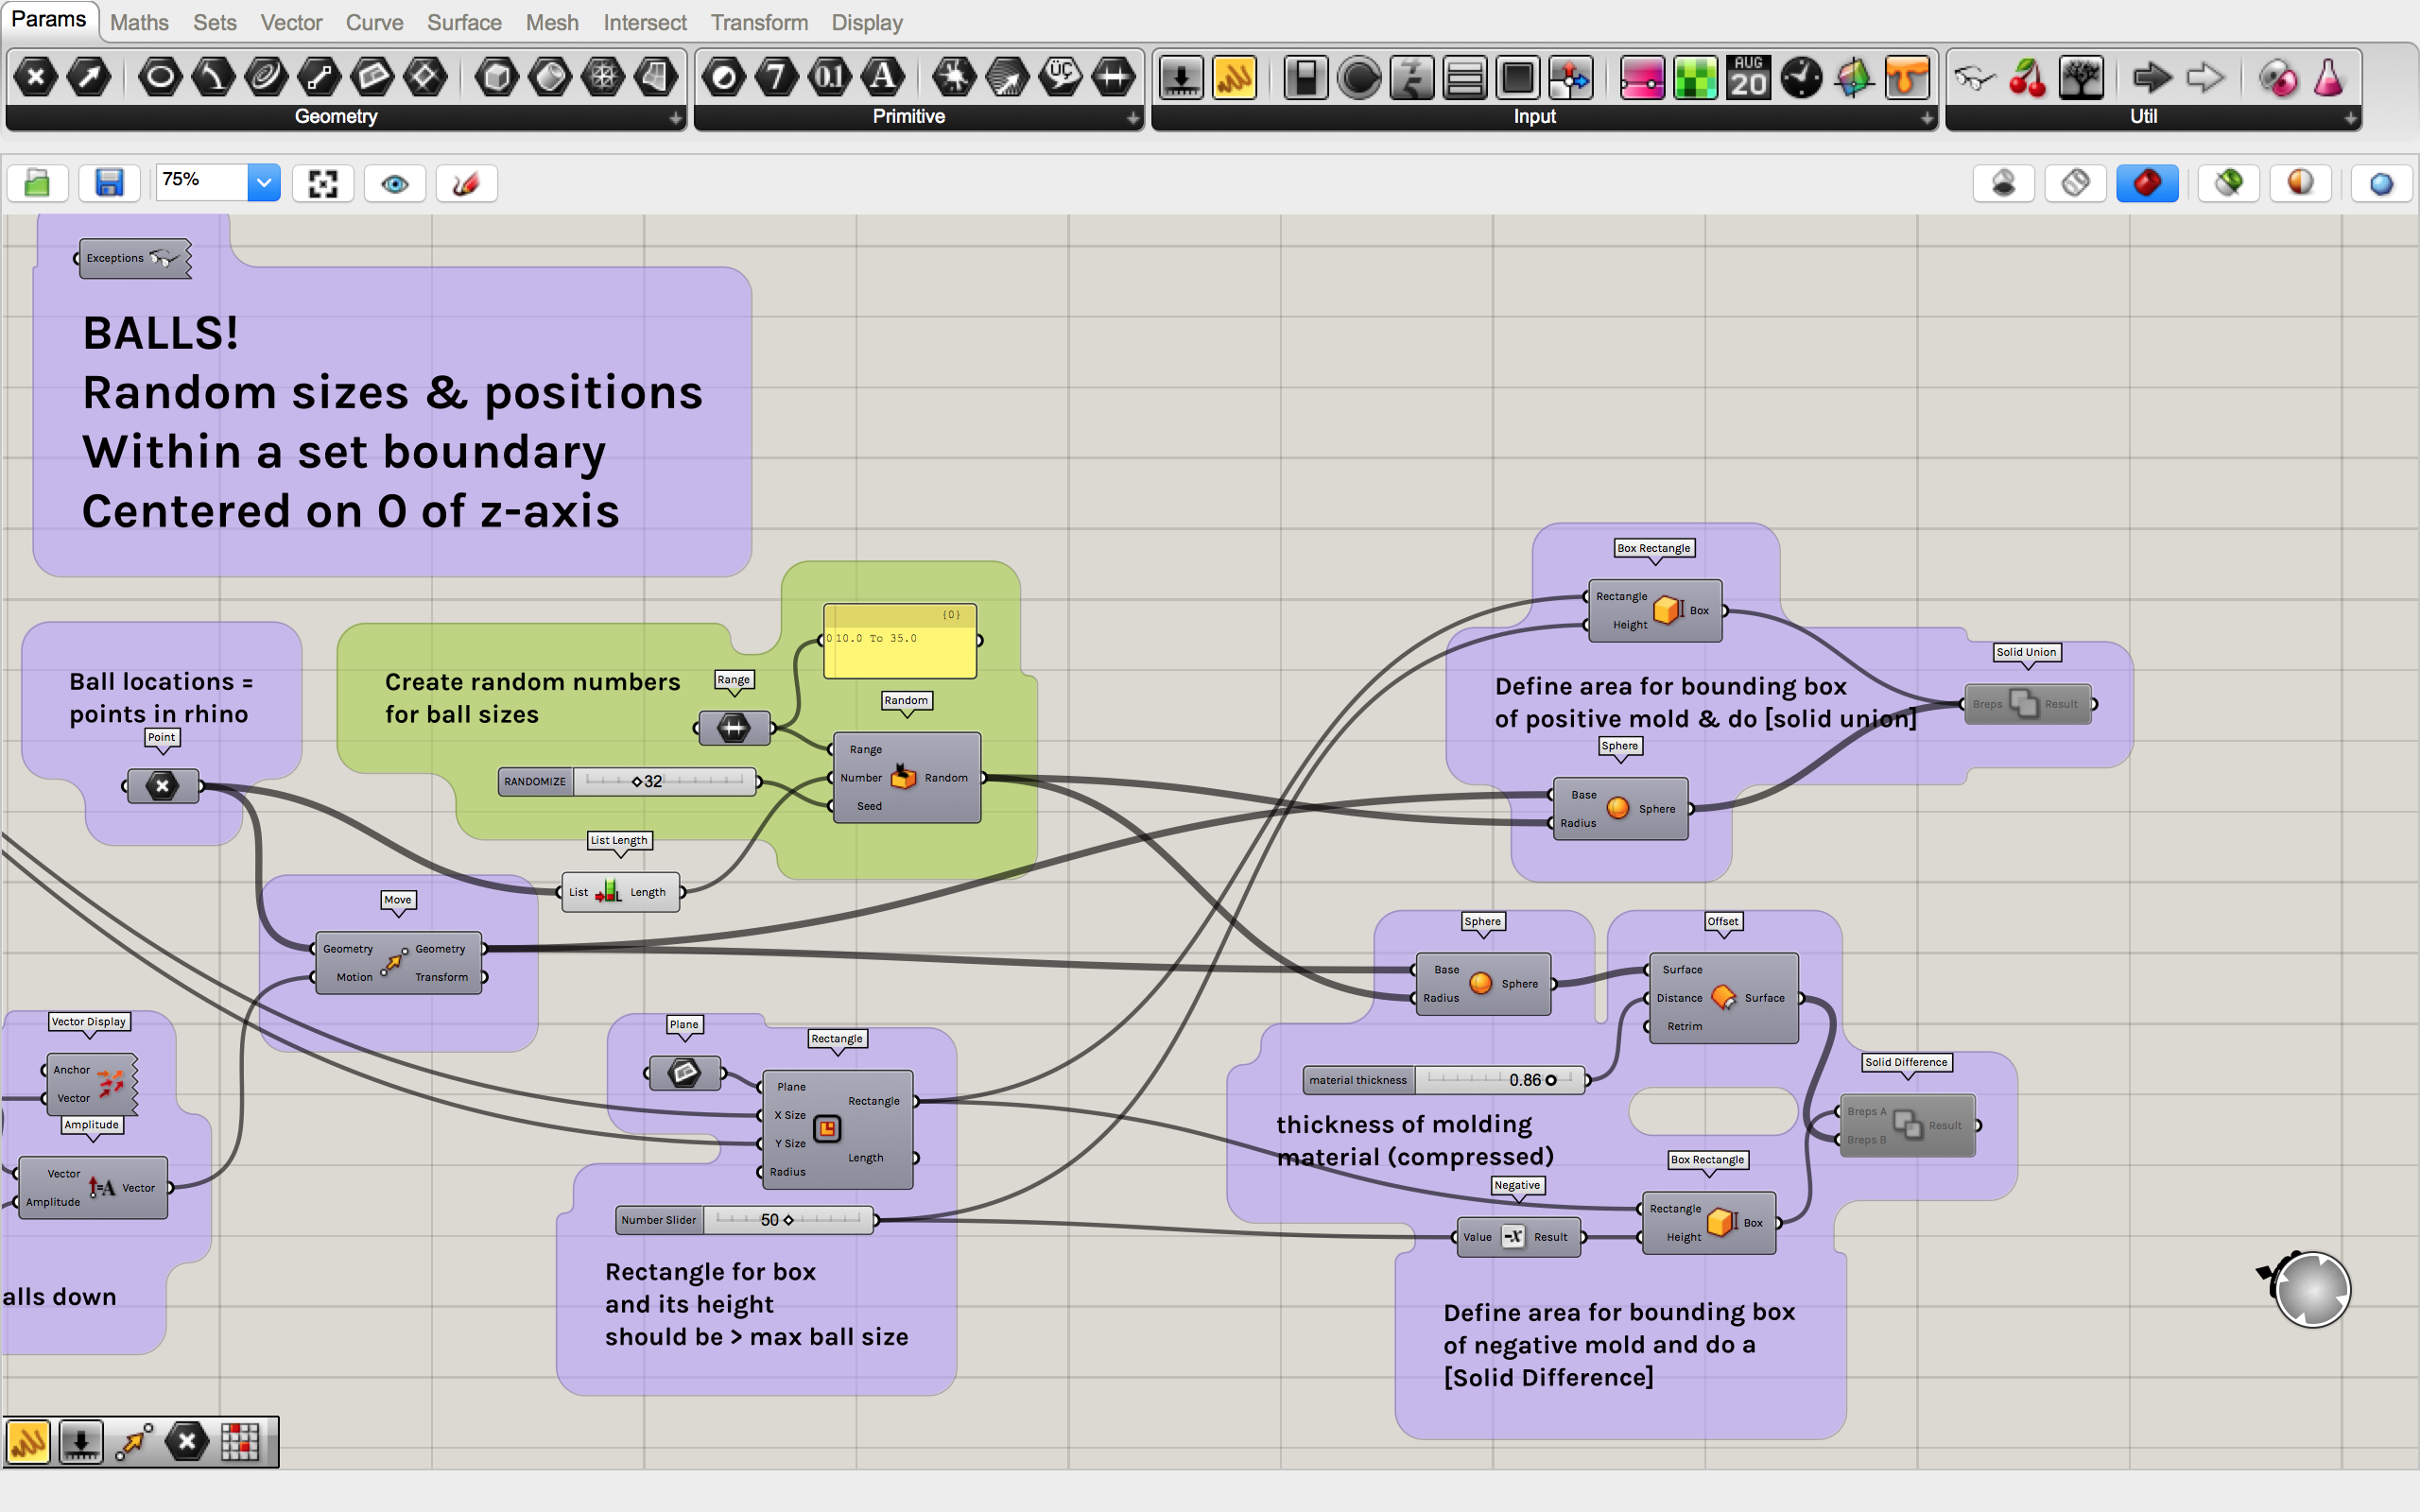 Params Maths Sets Vector Curve Surface Mesh Intersect Transform Display
7 0.1 A ÜÇ AUG 20
Geometry Primitive Input Util
75%
Exceptions
BALLS!
Random sizes & positions
Within a set boundary
Centered on 0 of z-axis
Ball locations =
points in rhino
Point
Create random numbers
for ball sizes
Range
{0}
0 10.0 To 35.0
Random
Range
Number Random
Seed
RANDOMIZE 32
List Length
List L Length
Move
Geometry Geometry
Motion Transform
Vector Display
Anchor
Vector
Amplitude
Vector
=A Vector
Amplitude
alls down
Plane
Rectangle
Plane
Rectangle
X Size
Y Size
Length
Radius
Number Slider 50
Rectangle for box
and its height
should be > max ball size
Box Rectangle
Rectangle
Box
Height
Define area for bounding box
of positive mold & do [solid union]
Solid Union
Breps Result
Sphere
Base
Sphere
Radius
Sphere
Base
Sphere
Radius
Offset
Surface
Distance Surface
Retrim
material thickness 0.86
thickness of molding
material (compressed)
Solid Difference
Breps A
Result
Breps B
Negative
Value -x Result
Box Rectangle
Rectangle
Box
Height
Define area for bounding box
of negative mold and do a
[Solid Difference]